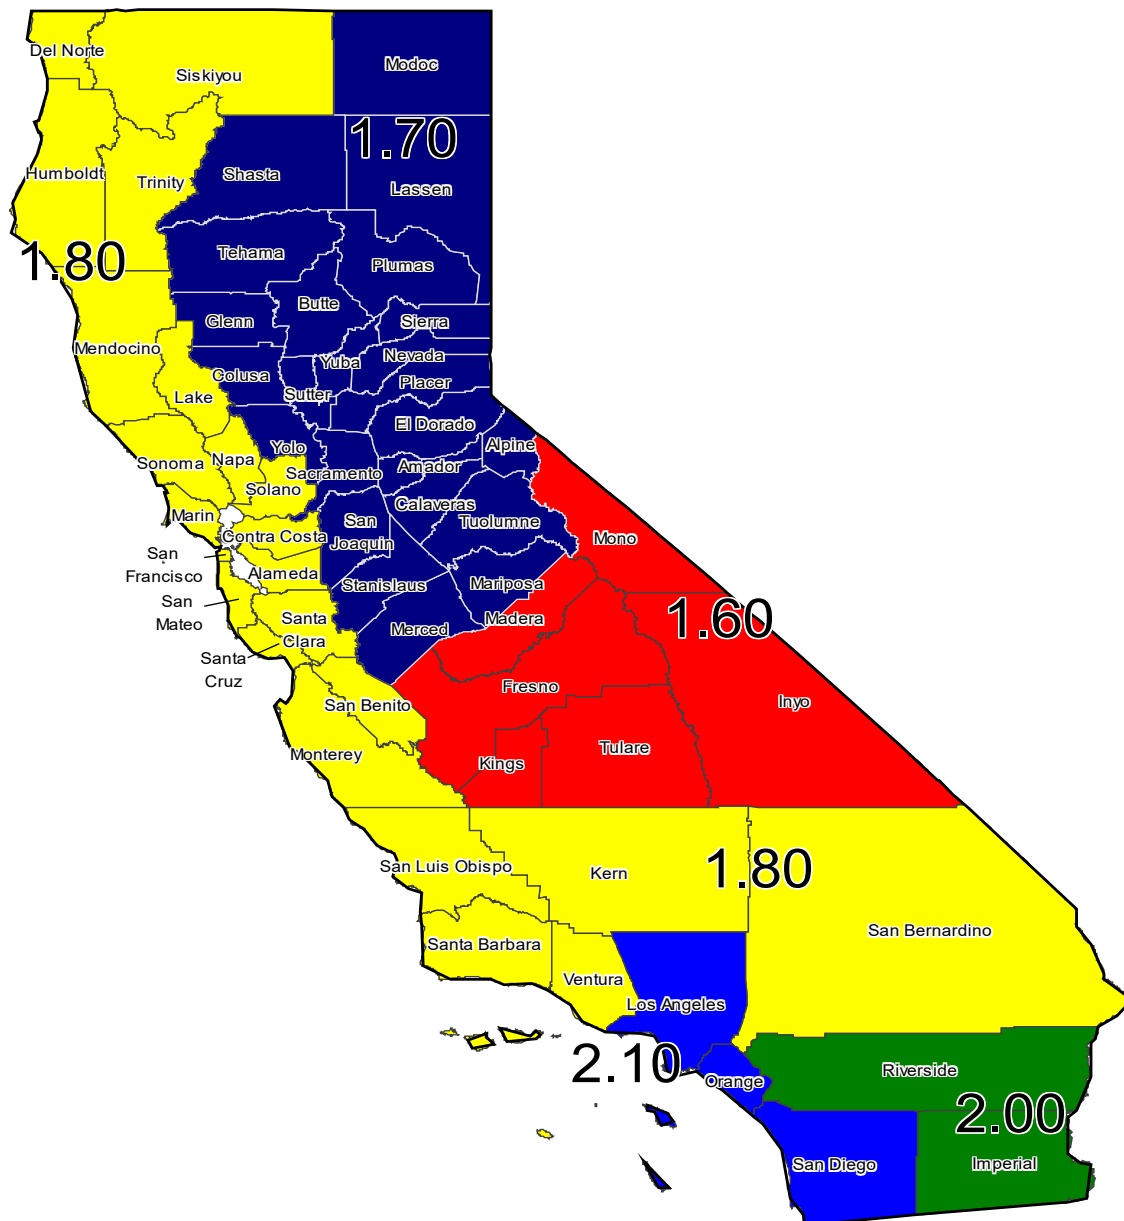 Del Norte
Siskiyou
Modoc
1.70
Humboldt
Trinity
Shasta
Lassen
1.80
Tehama
Plumas
Butte
Glenn
Sierra
Mendocino
Yuba
Nevada
Colusa
Placer
Lake
Sutter
El Dorado
Yolo
Alpine
Sonoma
Napa
Sacramento
Amador
Solano
Calaveras
Marin
San
Joaquin
Tuolumne
Contra Costa
Mono
San
Francisco
Alameda
Stanislaus
Mariposa
San
Mateo
Santa
Clara
Merced
Madera
1.60
Santa
Cruz
Fresno
Inyo
San Benito
Monterey
Kings
Tulare
San Luis Obispo
Kern
1.80
San Bernardino
Santa Barbara
Ventura
Los Angeles
2.10
Orange
Riverside
2.00
San Diego
Imperial